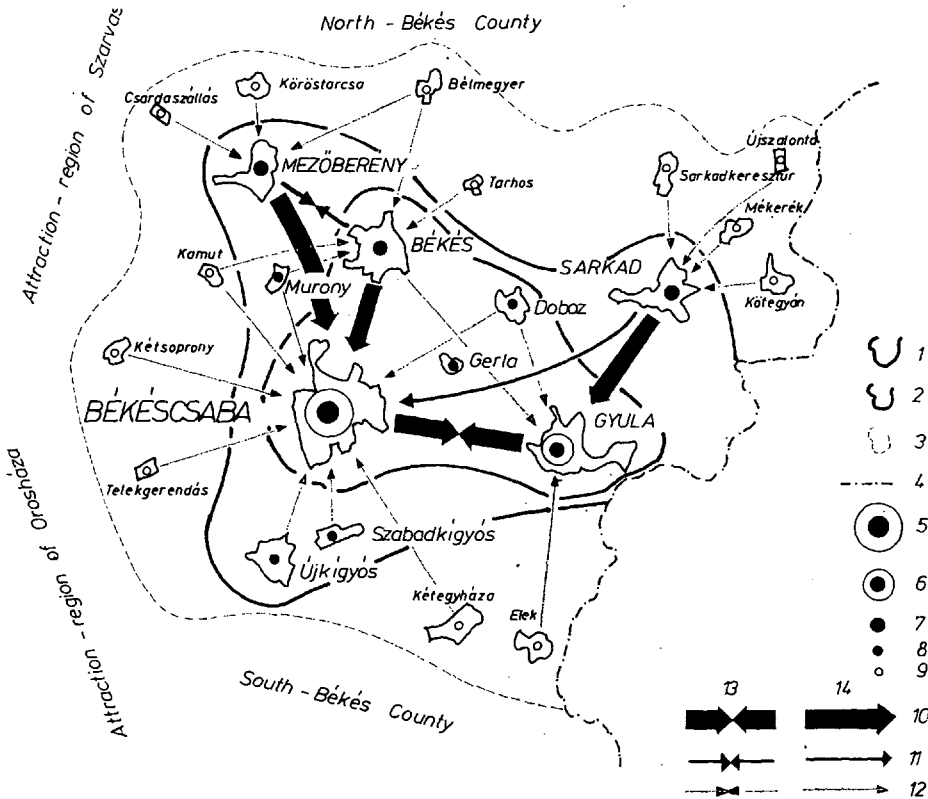 North - Békés County
Attraction - region of Szarvas
Csardaszállás
Köröstarcsa
Bélmegyer
MEZŐBERÉNY
Tarhos
Sarkadkeresztúr
Újszalonta
Mékerék
BÉKÉS
Kamut
Murony
SARKAD
Kötegyán
Doboz
Kétsoprony
Gerla
BÉKÉSCSABA
GYULA
Telekgerendás
Szabadkígyós
Újkígyós
Kétegyháza
Elek
Attraction - region of Orosháza
South - Békés County
1
2
3
4
5
6
7
8
9
13 14
10
11
12